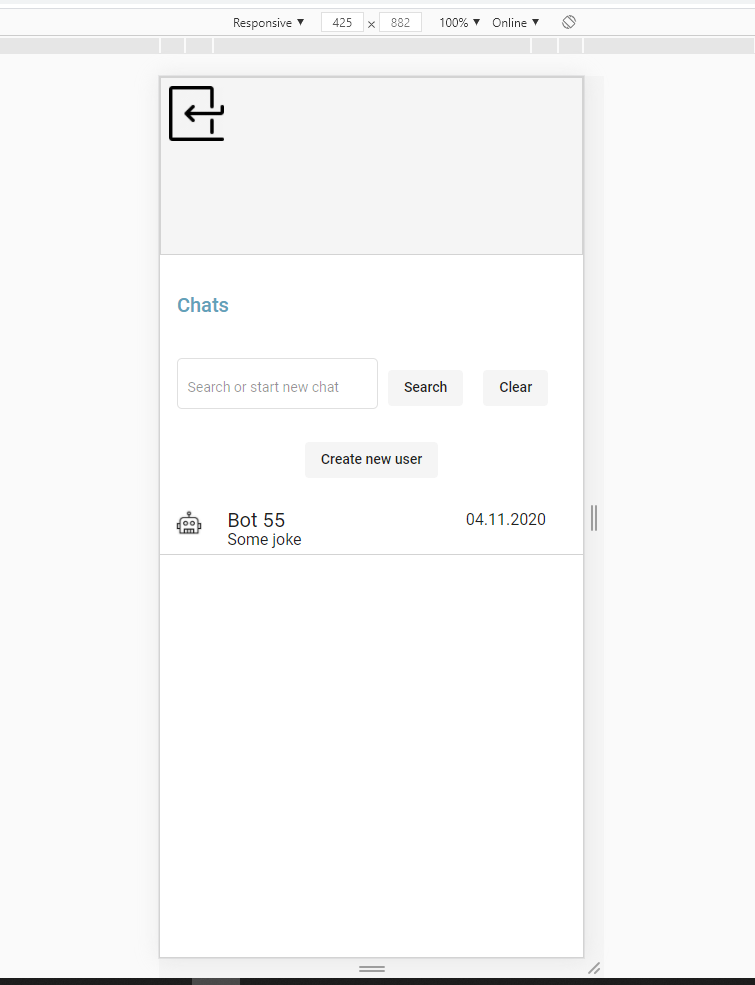 Responsive ▼ 425 × 882 100% ▼ Online ▼
Chats
Search or start new chat Search Clear
Create new user
Bot 55 04.11.2020
Some joke